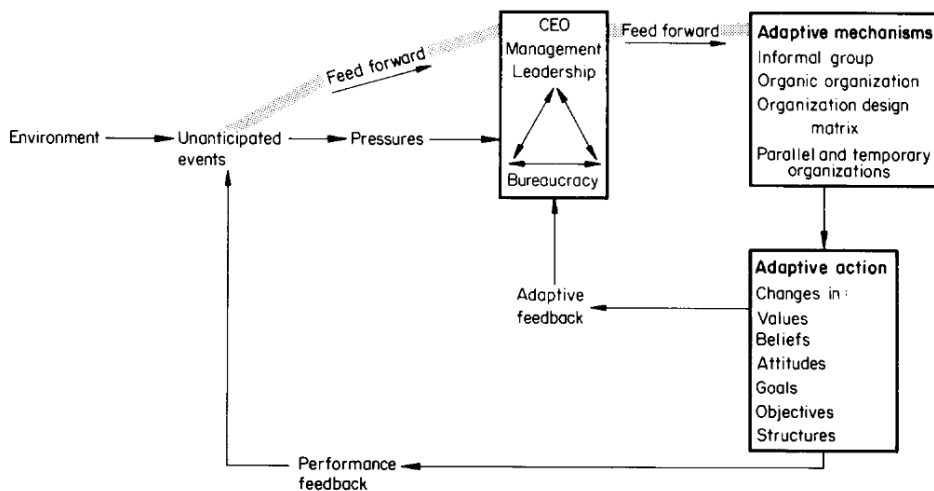 CEO
Management
Leadership
Bureaucracy
Feed forward
Feed forward
Adaptive mechanisms
Informal group
Organic organization
Organization design
matrix
Parallel and temporary
organizations
Environment
Unanticipated
events
Pressures
Adaptive
feedback
Adaptive action
Changes in :
Values
Beliefs
Attitudes
Goals
Objectives
Structures
Performance
feedback